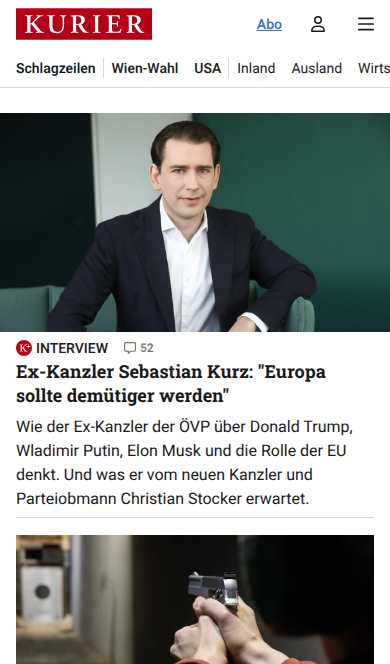 KURIER
Abo
Schlagzeilen Wien-Wahl USA Inland Ausland Wirts
K+ INTERVIEW 52
Ex-Kanzler Sebastian Kurz: "Europa
sollte demütiger werden"
Wie der Ex-Kanzler der ÖVP über Donald Trump,
Wladimir Putin, Elon Musk und die Rolle der EU
denkt. Und was er vom neuen Kanzler und
Parteiobmann Christian Stocker erwartet.